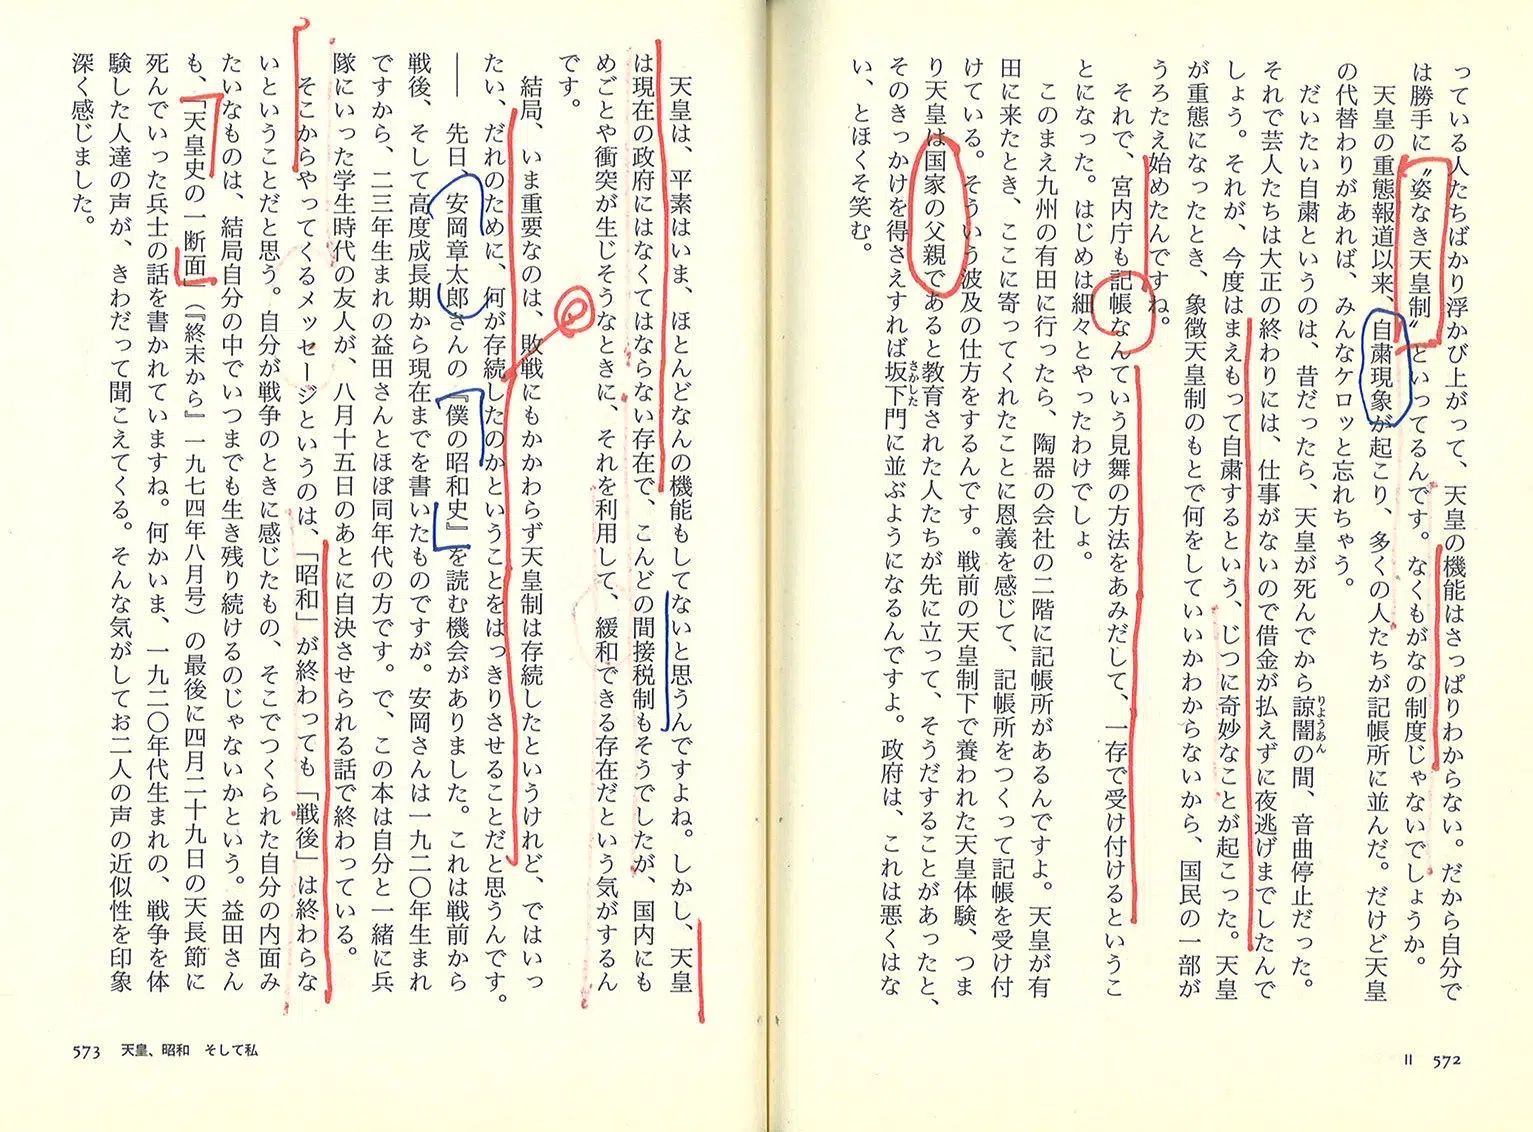 っている人たちばかり浮かび上がって、天皇の機能はさっぱりわからない。だから自分で
は勝手に〝姿なき天皇制〟といってるんです。なくもがなの制度じゃないでしょうか。
天皇の重態報道以来、自粛現象が起こり、多くの人たちが記帳所に並んだ。だけど天皇
の代替わりがあれば、みんなケロッと忘れちゃう。
だいたい自粛というのは、昔だったら、天皇が死んでから諒闇の間、音曲停止だった。
りょうあん
それで芸人たちは大正の終わりには、仕事がないので借金が払えずに夜逃げまでしたんで
しょう。それが、今度はまえもって自粛するという、じつに奇妙なことが起こった。天皇
が重態になったとき、象徴天皇制のもとで何をしていいかわからないから、国民の一部が
うろたえ始めたんですね。
それで、宮内庁も記帳なんていう見舞の方法をあみだして、一存で受け付けるというこ
とになった。はじめは細々とやったわけでしょ。
このまえ九州の有田に行ったら、陶器の会社の二階に記帳所があるんですよ。天皇が有
田に来たとき、ここに寄ってくれたことに恩義を感じて、記帳所をつくって記帳を受け付
けている。そういう波及の仕方をするんです。戦前の天皇制下で養われた天皇体験、つま
り天皇は国家の父親であると教育された人たちが先に立って、そうだすることがあったと、
そのきっかけを得さえすれば坂下門に並ぶようになるんですよ。政府は、これは悪くはな
さかした
い、とほくそ笑む。
II 572
天皇は、平素はいま、ほとんどなんの機能もしてないと思うんですよね。しかし、天皇
は現在の政府にはなくてはならない存在で、こんどの間接税制もそうでしたが、国内にも
めごとや衝突が生じそうなときに、それを利用して、緩和できる存在だという気がするん
です。
結局、いま重要なのは、敗戦にもかかわらず天皇制は存続したというけれど、ではいっ
たい、だれのために、何が存続したのかということをはっきりさせることだと思うんです。
―― 先日、安岡章太郎さんの『僕の昭和史』を読む機会がありました。これは戦前から
戦後、そして高度成長期から現在までを書いたものですが。安岡さんは一九二〇年生まれ
ですから、二三年生まれの益田さんとほぼ同年代の方です。で、この本は自分と一緒に兵
隊にいった学生時代の友人が、八月十五日のあとに自決させられる話で終わっている。
そこからやってくるメッセージというのは、「昭和」が終わっても「戦後」は終わらな
いということだと思う。自分が戦争のときに感じたもの、そこでつくられた自分の内面み
たいなものは、結局自分の中でいつまでも生き残り続けるのじゃないかという。益田さん
も、「天皇史の一断面」（『終末から』一九七四年八月号）の最後に四月二十九日の天長節に
死んでいった兵士の話を書かれていますね。何かいま、一九二〇年代生まれの、戦争を体
験した人達の声が、きわだって聞こえてくる。そんな気がしてお二人の声の近似性を印象
深く感じました。
573 天皇、昭和 そして私